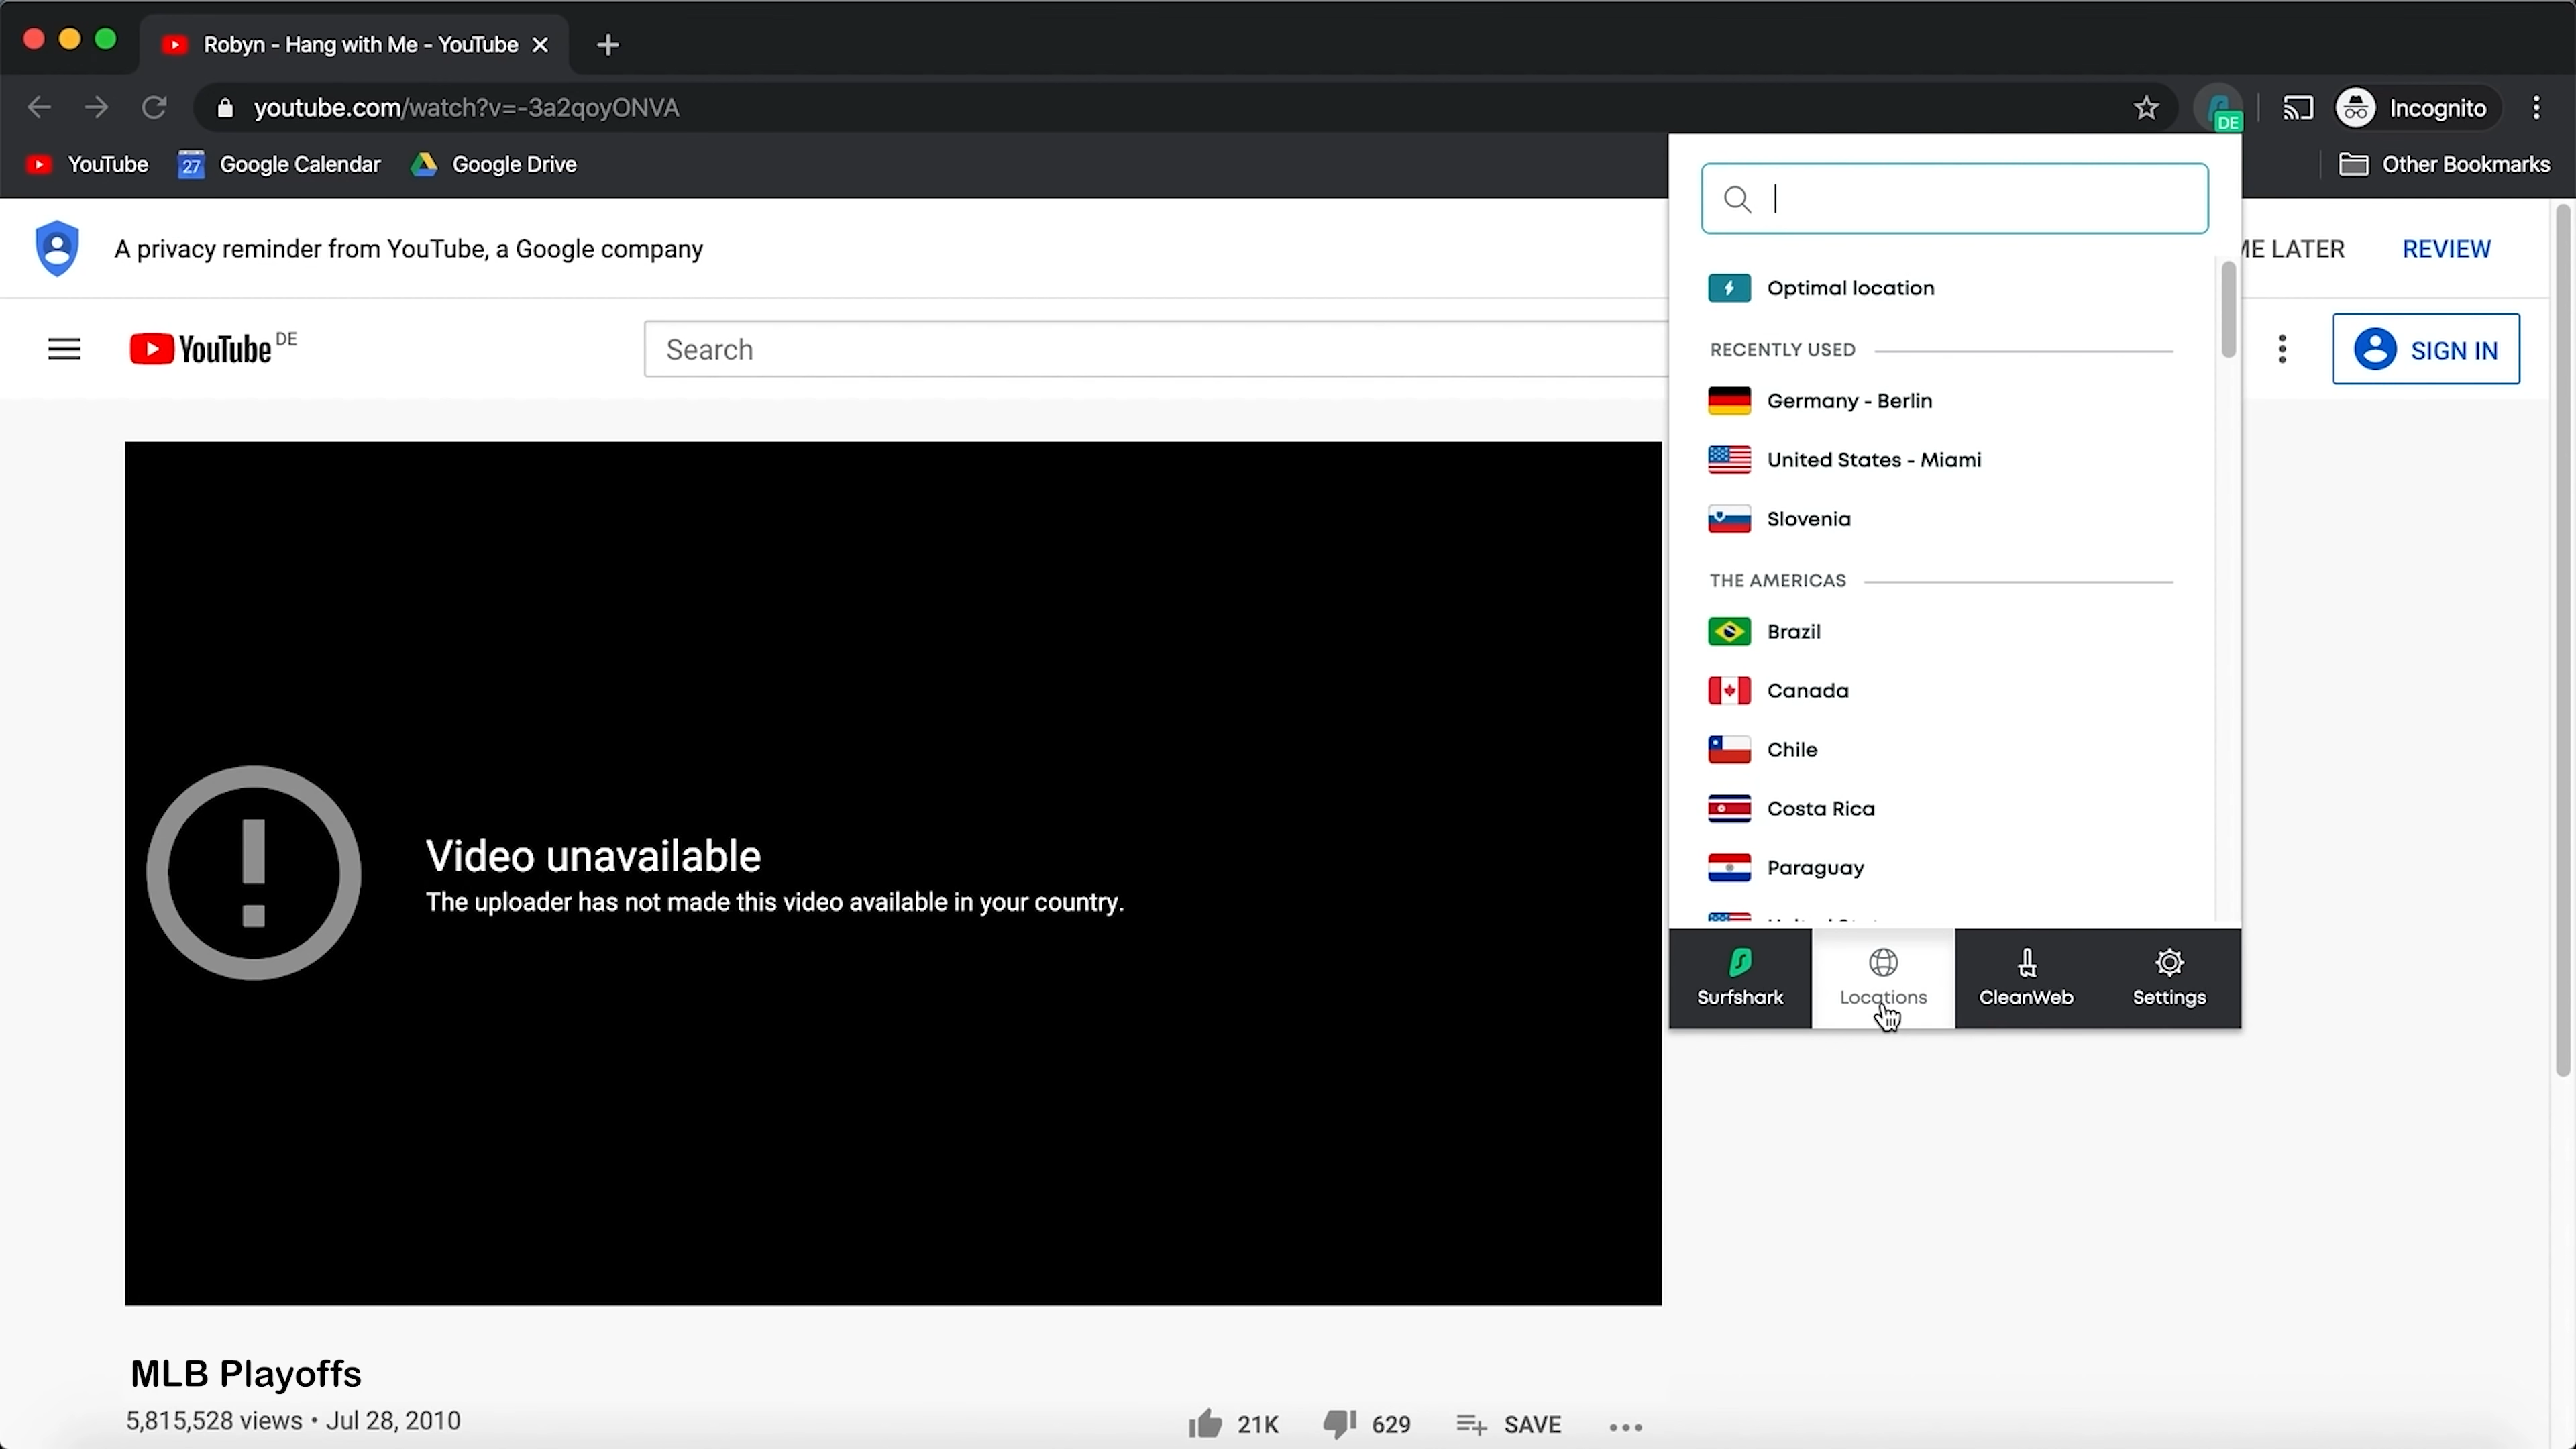 Robyn - Hang with Me - YouTube
youtube.com/watch?v=-3a2qoyONVA
DE
Incognito
YouTube
27
Google Calendar
Google Drive
Other Bookmarks
A privacy reminder from YouTube, a Google company
ME LATER
REVIEW
YouTube DE
Search
SIGN IN
Optimal location
RECENTLY USED
Germany - Berlin
United States - Miami
Slovenia
THE AMERICAS
Brazil
Canada
Chile
Costa Rica
Paraguay
Surfshark
Locations
CleanWeb
Settings
Video unavailable
The uploader has not made this video available in your country.
MLB Playoffs
5,815,528 views • Jul 28, 2010
21K
629
SAVE